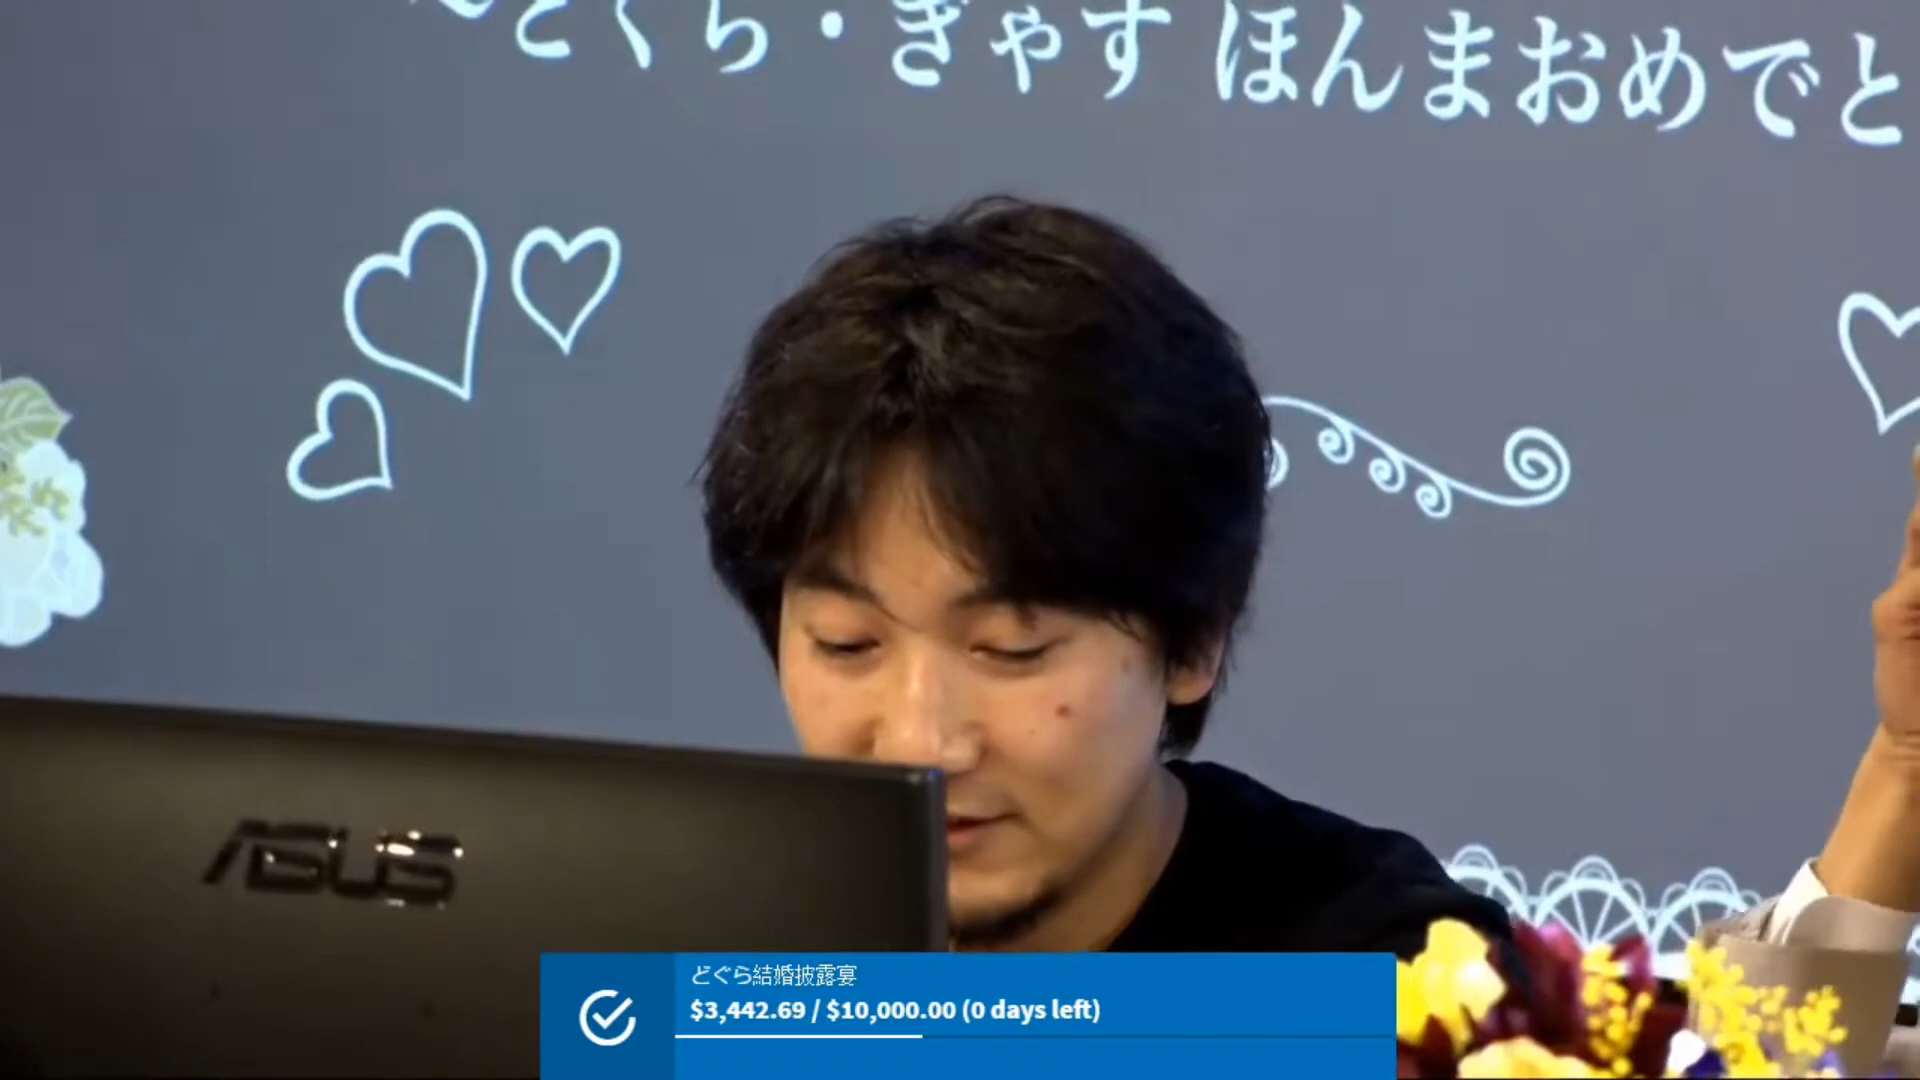 どくら・ぎゃす ほんまおめでと
ASUS
どぐら結婚披露宴
$3,442.69 / $10,000.00 (0 days left)